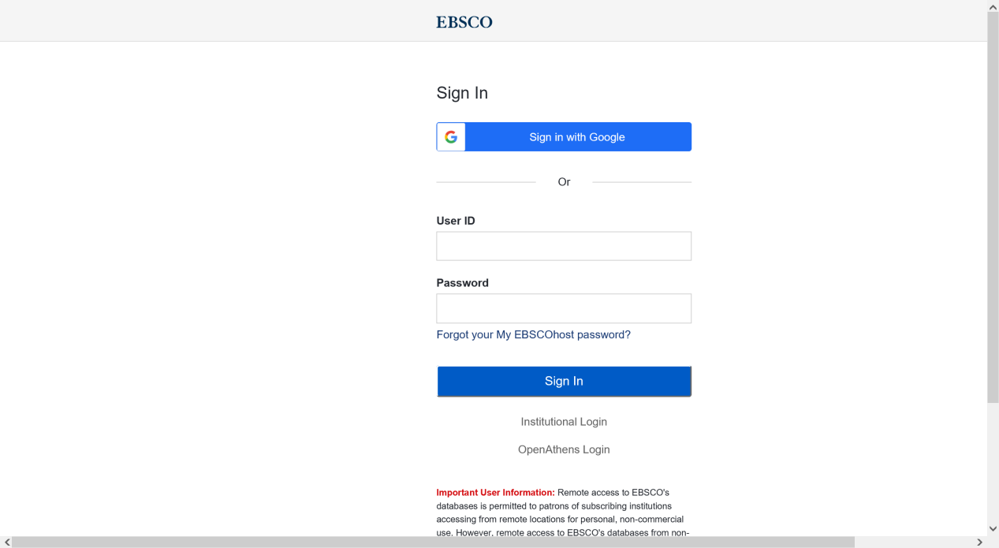 EBSCO
Sign In
Sign in with Google
Or
User ID
Password
Forgot your My EBSCOhost password?
Sign In
Institutional Login
OpenAthens Login
Important User Information: Remote access to EBSCO's
databases is permitted to patrons of subscribing institutions
accessing from remote locations for personal, non-commercial
use. However, remote access to EBSCO's databases from non-